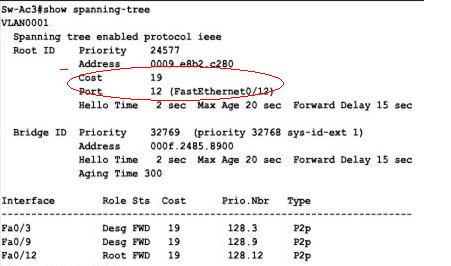 Sw-Ac3#show spanning-tree
VLAN0001
Spanning tree enabled protocol ieee
Root ID Priority 24577
Address 0009.e8b2.c280
Cost 19
Port 12 (FastEthernet0/12)
Hello Time 2 sec Max Age 20 sec Forward Delay 15 sec
Bridge ID Priority 32769 (priority 32768 sys-id-ext 1)
Address 000f.2485.8900
Hello Time 2 sec Max Age 20 sec Forward Delay 15 sec
Aging Time 300
Interface Role Sts Cost Prio.Nbr Type
Fa0/3 Desg FWD 19 128.3 P2p
Fa0/9 Desg FWD 19 128.9 P2p
Fa0/12 Root FWD 19 128.12 P2p